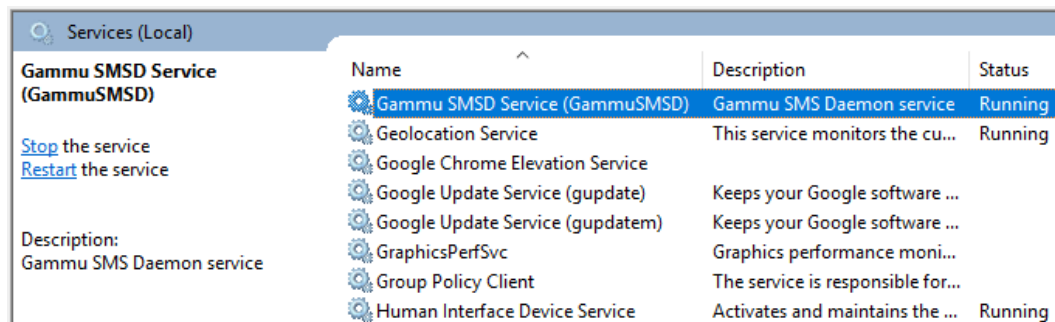 Services (Local)
Gammu SMSD Service
(GammuSMSD)
Stop the service
Restart the service
Description:
Gammu SMS Daemon service
Name Description Status
Gammu SMSD Service (GammuSMSD) Gammu SMS Daemon service Running
Geolocation Service This service monitors the cu... Running
Google Chrome Elevation Service
Google Update Service (gupdate) Keeps your Google software ...
Google Update Service (gupdatem) Keeps your Google software ...
GraphicsPerfSvc Graphics performance moni...
Group Policy Client The service is responsible for...
Human Interface Device Service Activates and maintains the ... Running